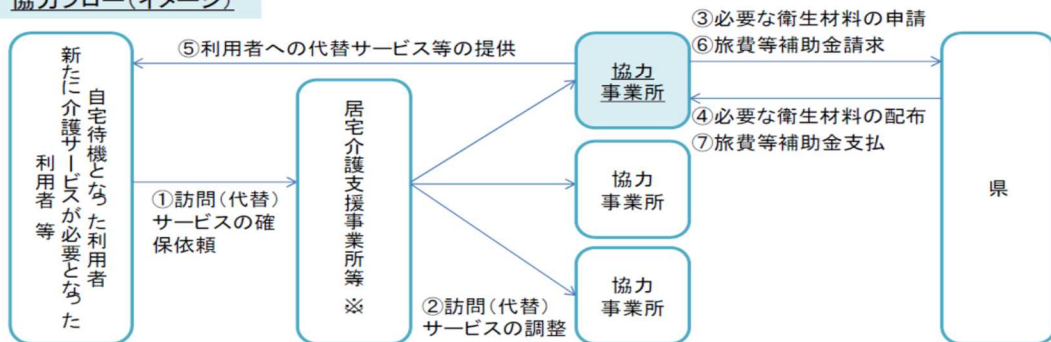 協力フロー（イメージ）
自宅待機となった利用者
新たに介護サービスが必要となった
利用者 等
①訪問（代替）
サービスの確
保依頼
居宅介護支援事業所等 ※
②訪問（代替）
サービスの調整
⑤利用者への代替サービス等の提供
協力
事業所
協力
事業所
協力
事業所
③必要な衛生材料の申請
⑥旅費等補助金請求
④必要な衛生材料の配布
⑦旅費等補助金支払
県